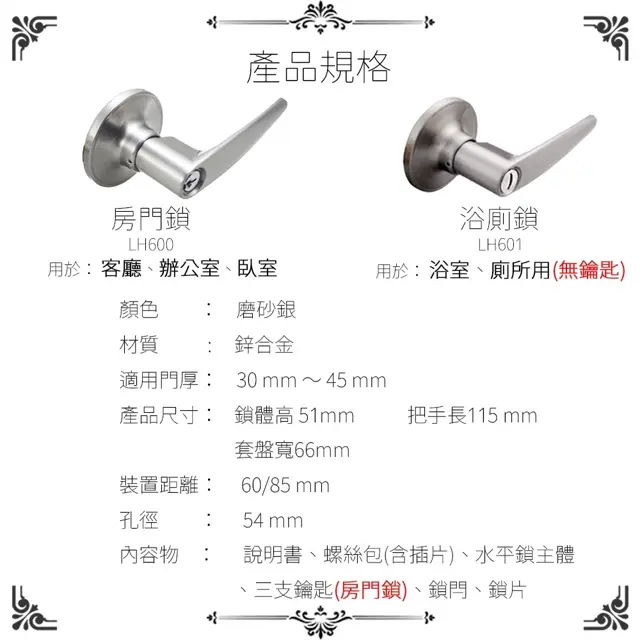 產品規格
房門鎖
LH600
用於： 客廳、辦公室、臥室
浴廁鎖
LH601
用於： 浴室、廁所用(無鑰匙)
顏色 ： 磨砂銀
材質 ： 鋅合金
適用門厚： 30 mm ～ 45 mm
產品尺寸： 鎖體高 51mm 把手長115 mm
套盤寬66mm
裝置距離： 60/85 mm
孔徑 ： 54 mm
內容物 ： 說明書、螺絲包(含插片)、水平鎖主體
、三支鑰匙(房門鎖)、鎖閂、鎖片